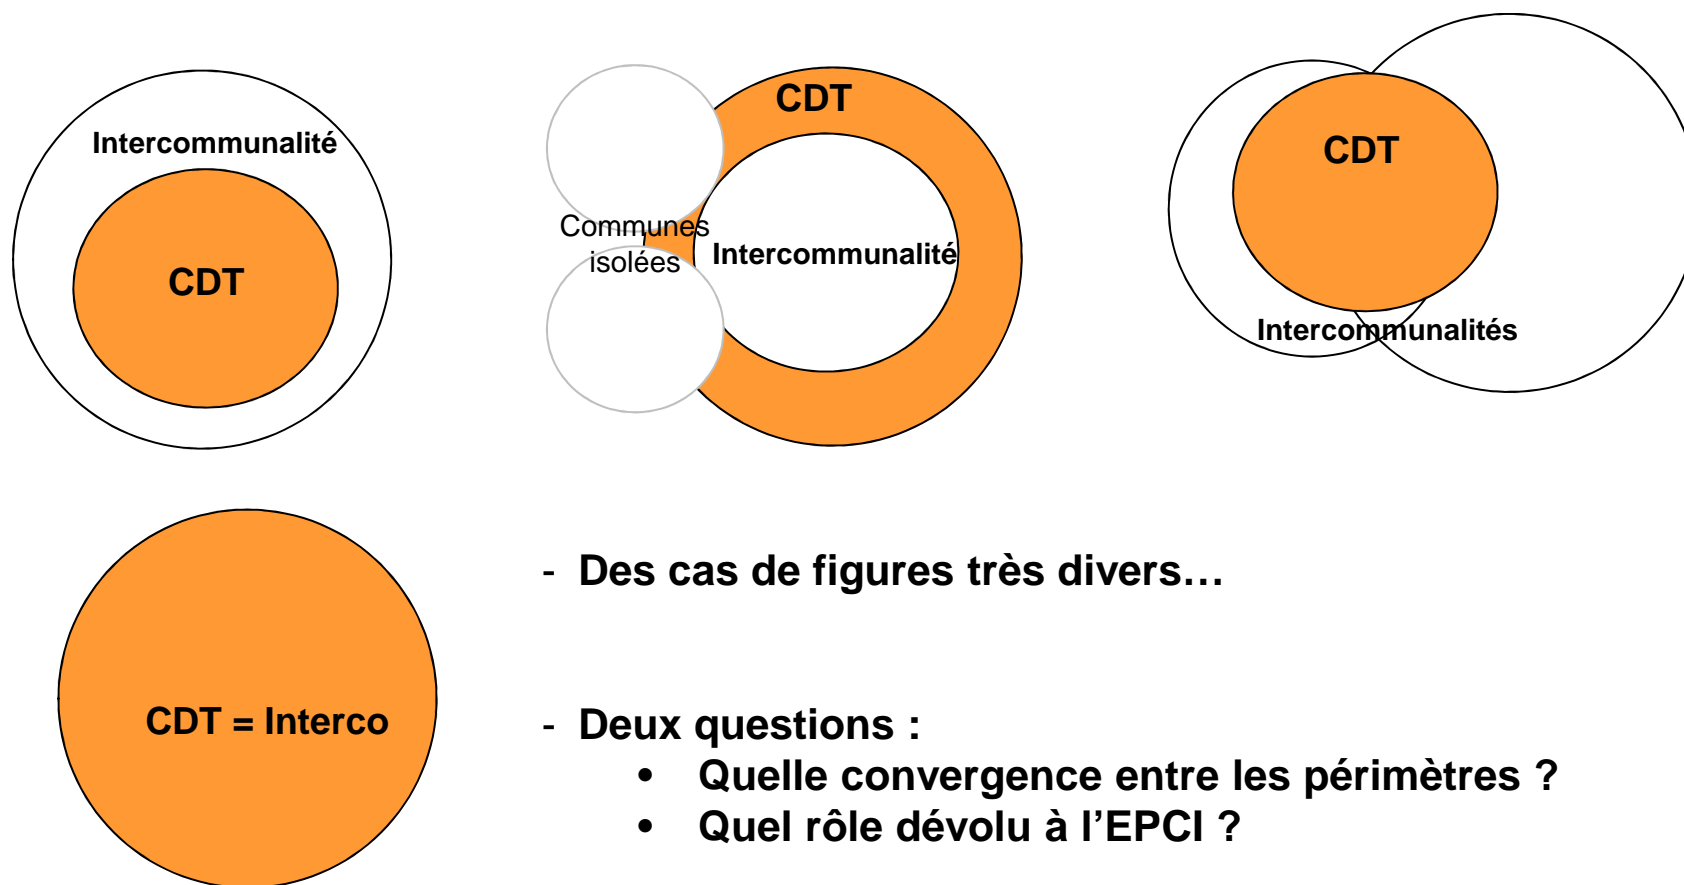 Intercommunalité
CDT
CDT
Communes
isolées
Intercommunalité
CDT
Intercommunalités
CDT = Interco
- Des cas de figures très divers…
- Deux questions :
• Quelle convergence entre les périmètres ?
• Quel rôle dévolu à l’EPCI ?